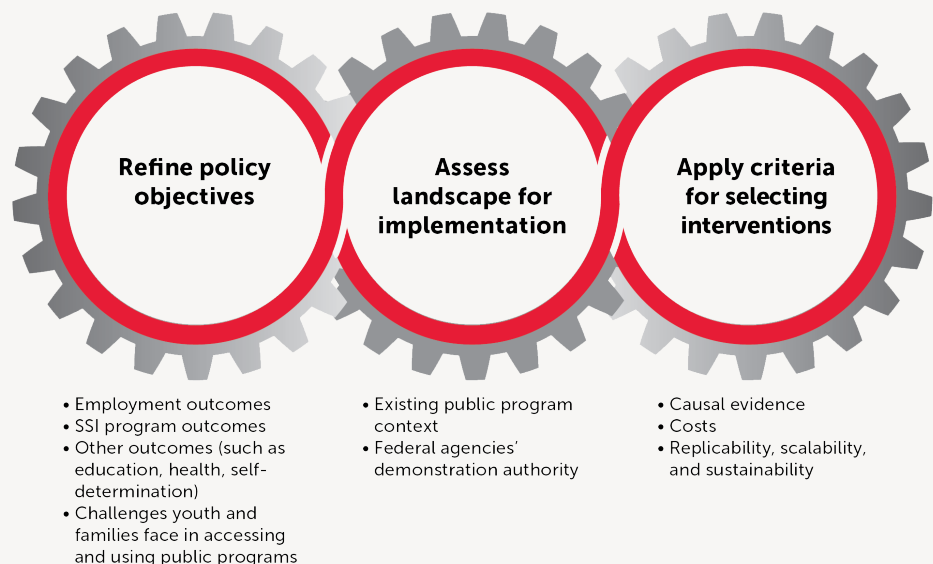 Refine policy
objectives
Assess
landscape for
implementation
Apply criteria
for selecting
interventions
• Employment outcomes
• SSI program outcomes
• Other outcomes (such as
education, health, self-
determination)
• Challenges youth and
families face in accessing
and using public programs
• Existing public program
context
• Federal agencies’
demonstration authority
• Causal evidence
• Costs
• Replicability, scalability,
and sustainability